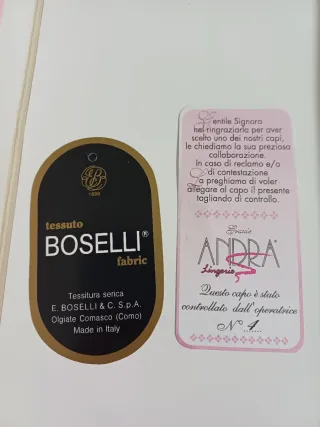 EB
1586
tessuto
BOSELLI®
fabric
Tessitura serica
E. BOSELLI & C. S.p.A.
Olgiate Comasco (Como)
Made in Italy
Gentile Signora
nel ringraziarla per aver
scelto uno dei nostri capi,
le chiediamo la sua preziosa
collaborazione.
In caso di reclamo e/o
di contestazione
La preghiamo di voler
allegare al capo il presente
tagliando di controllo.
Grazie
ANDRA
Lingerie
Questo capo è stato
controllato dall'operatrice
N° 1